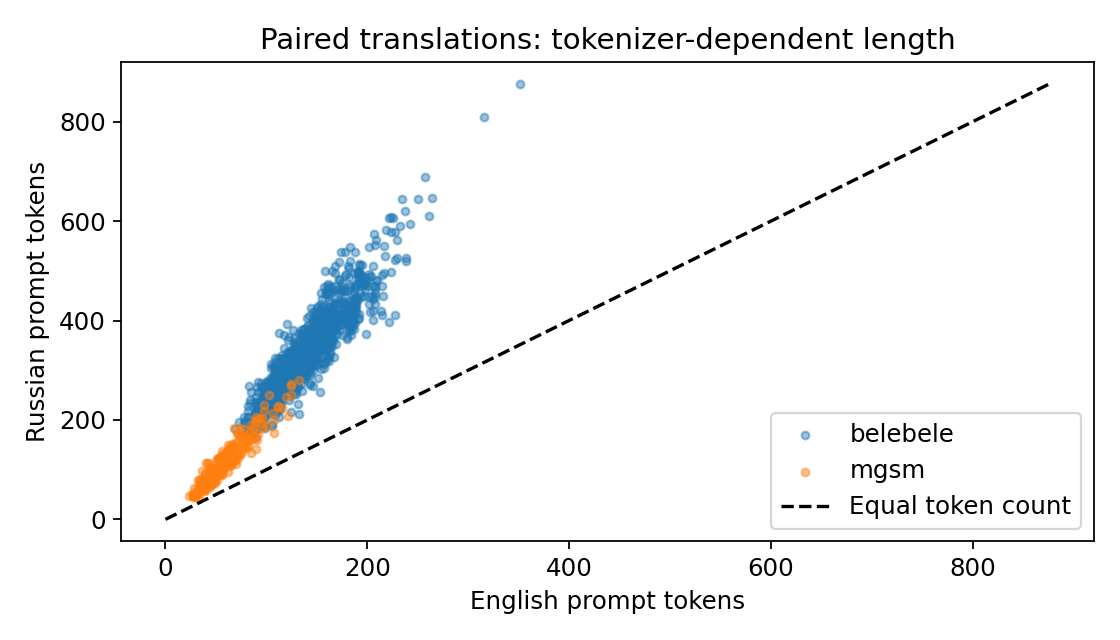 Paired translations: tokenizer-dependent length
Russian prompt tokens
800
600
400
200
0
belebele
mgsm
Equal token count
0 200 400 600 800
English prompt tokens